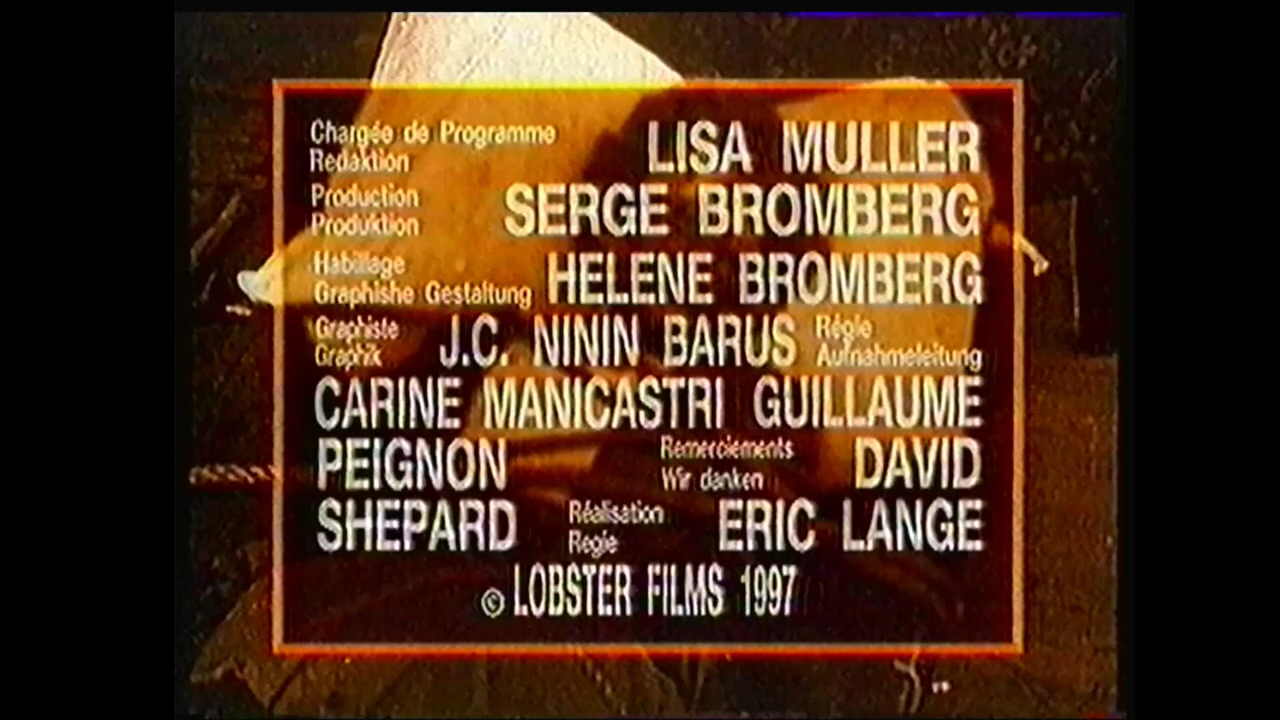 Chargée de Programme
Redaktion
LISA MULLER
Production
Produktion
SERGE BROMBERG
Habillage
Graphishe Gestaltung
HELENE BROMBERG
Graphiste
Graphik
J.C. NININ BARUS
Régie
Aufnahmeleitung
CARINE MANICASTRI GUILLAUME
PEIGNON
Remerciements
Wir danken
DAVID
SHEPARD
Réalisation
Regie
ERIC LANGE
© LOBSTER FILMS 1997